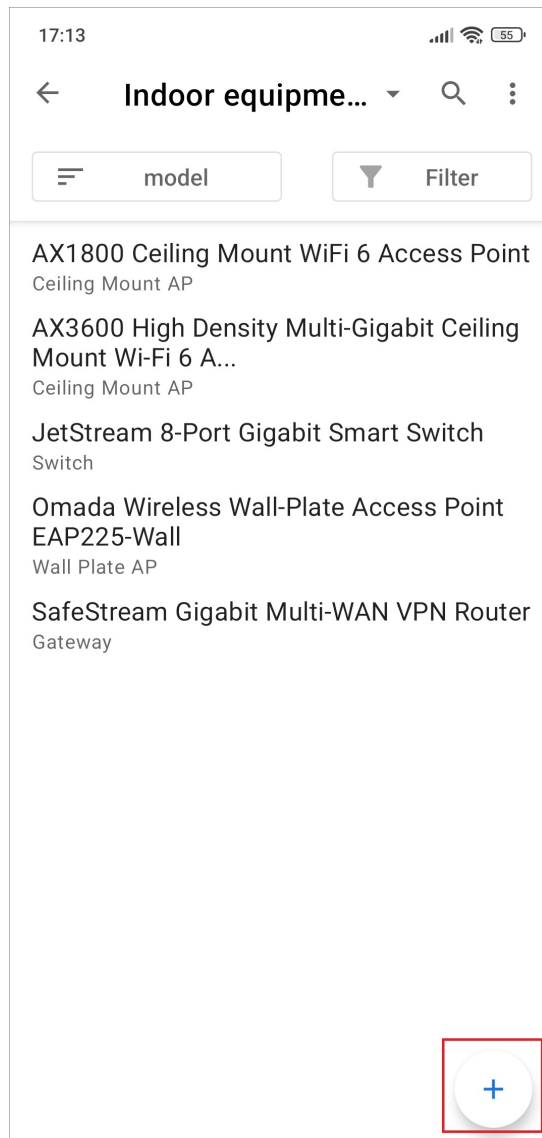 17:13
55
Indoor equipme...
model
Filter
AX1800 Ceiling Mount WiFi 6 Access Point
Ceiling Mount AP
AX3600 High Density Multi-Gigabit Ceiling
Mount Wi-Fi 6 A...
Ceiling Mount AP
JetStream 8-Port Gigabit Smart Switch
Switch
Omada Wireless Wall-Plate Access Point
EAP225-Wall
Wall Plate AP
SafeStream Gigabit Multi-WAN VPN Router
Gateway
+